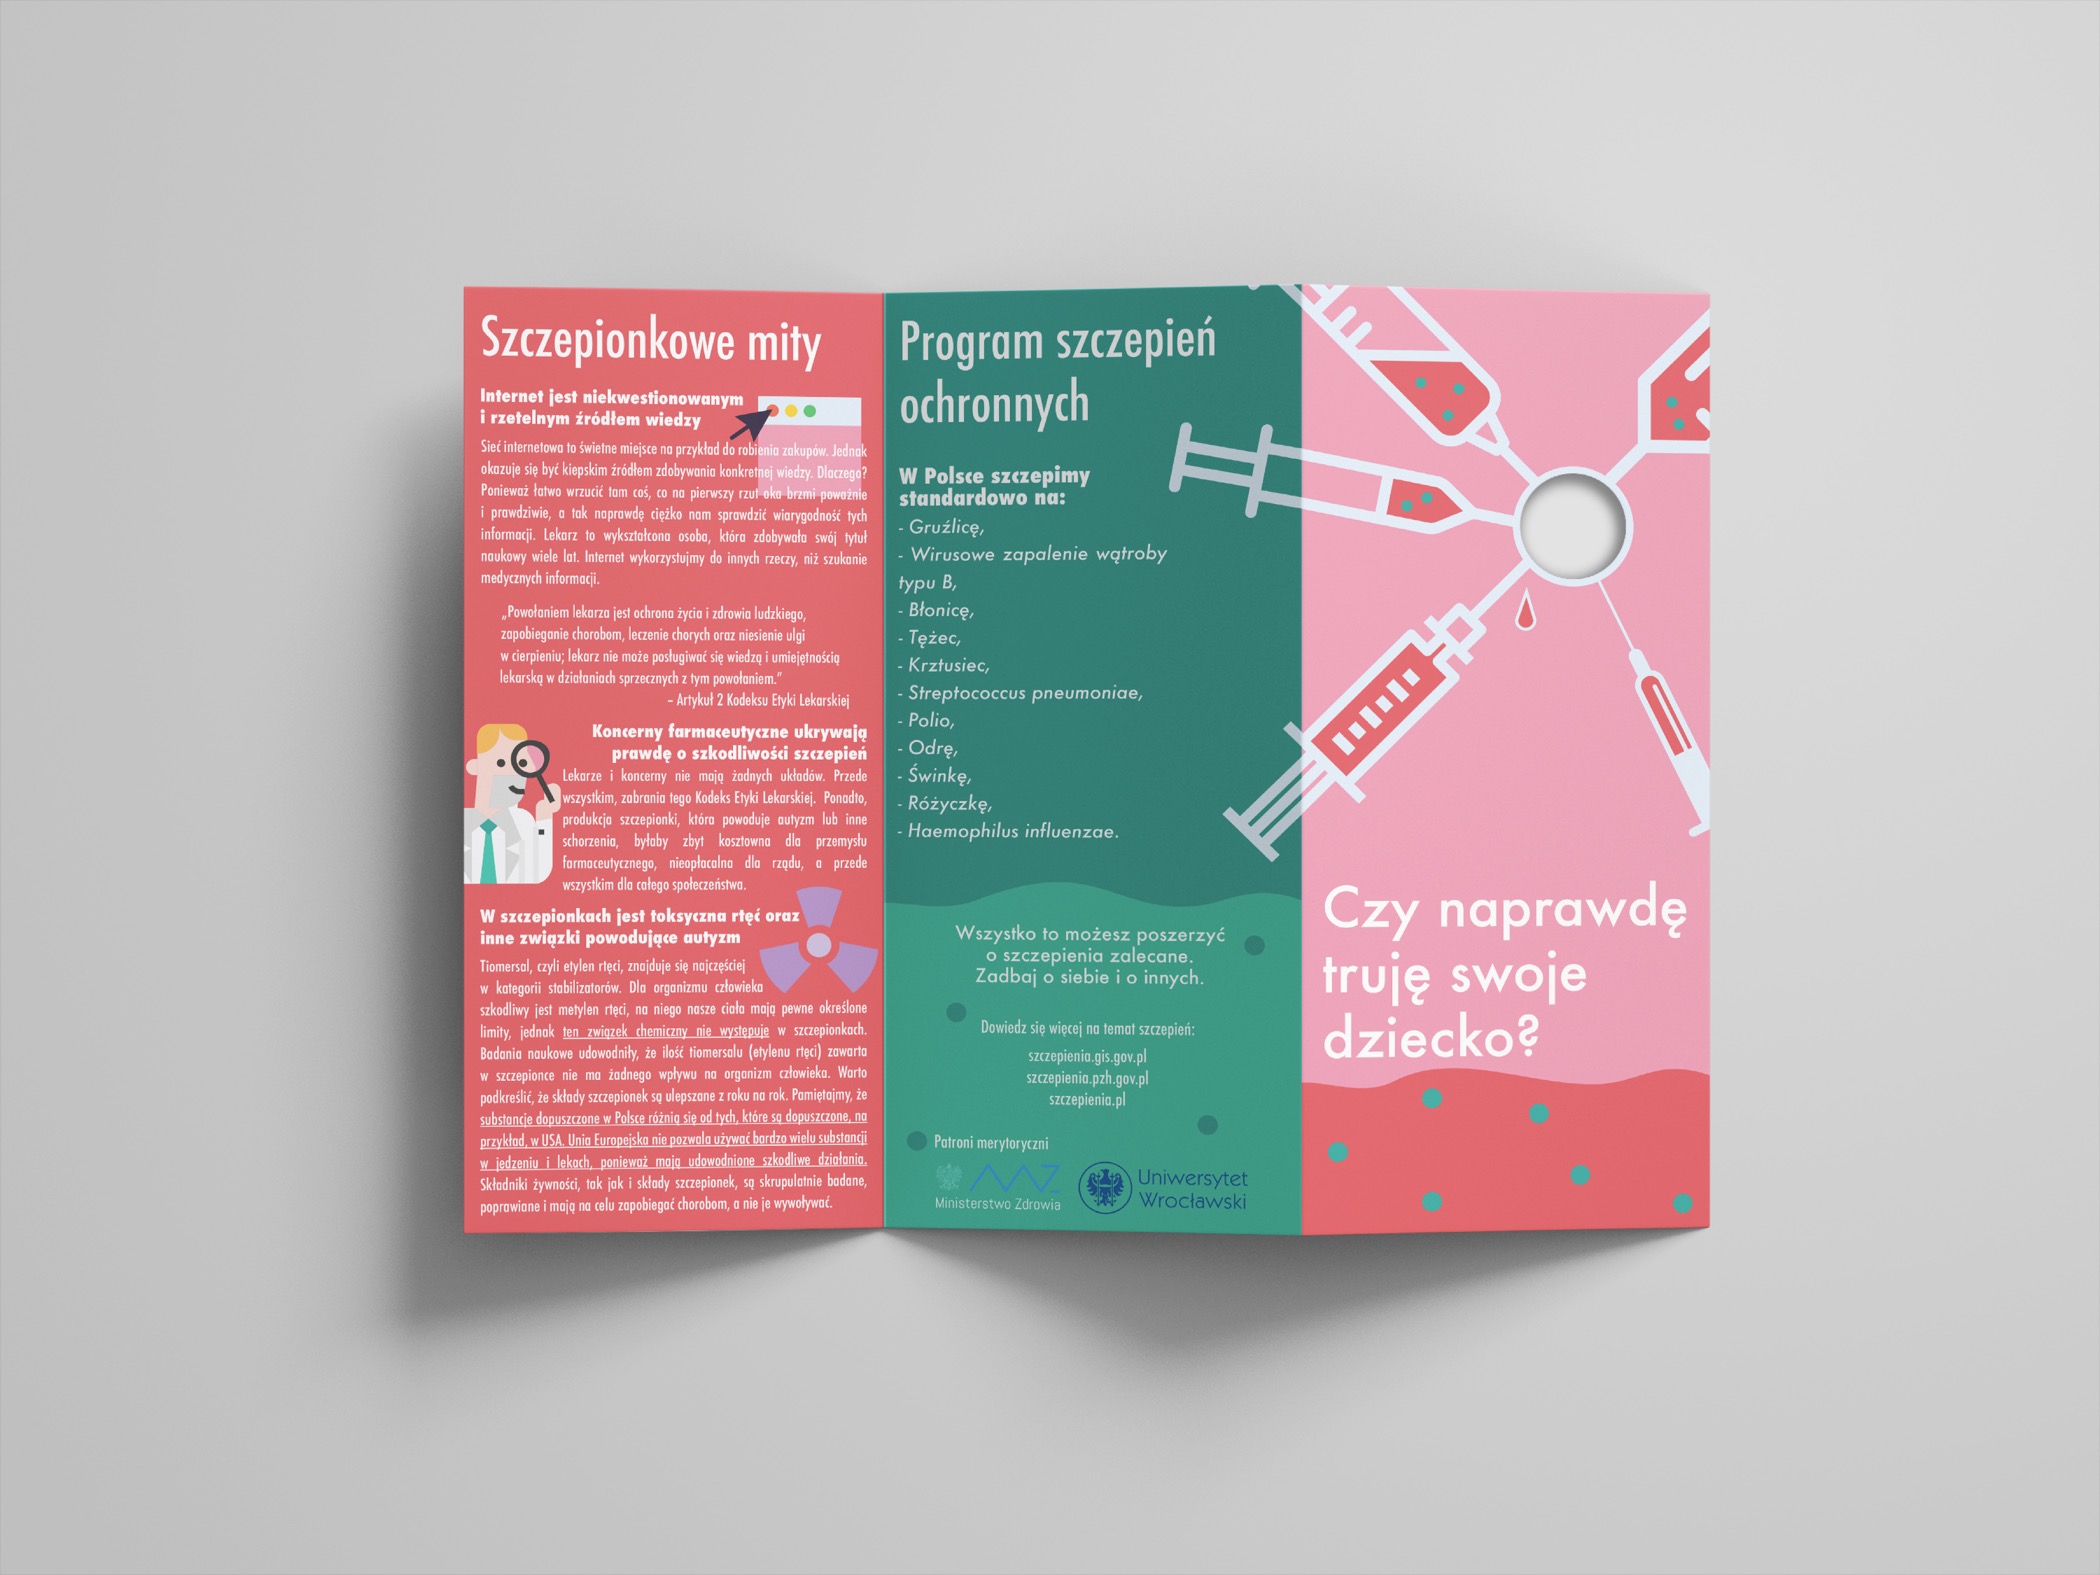 Szczepionkowe mity
Internet jest niekwestionowanym
i rzetelnym źródłem wiedzy
Sieć internetowa to świetne miejsce na przykład do robienia zakupów. Jednak
okazuje się być kiepskim źródłem zdobywania konkretnej wiedzy. Dlaczego?
Ponieważ łatwo wrzucić tam coś, co na pierwszy rzut oka brzmi poważnie
i prawdziwie, a tak naprawdę ciężko nam sprawdzić wiarygodność tych
informacji. Lekarz to wykształcona osoba, która zdobywała swój tytuł
naukowy wiele lat. Internet wykorzystujmy do innych rzeczy, niż szukanie
medycznych informacji.
„Powołaniem lekarza jest ochrona życia i zdrowia ludzkiego,
zapobieganie chorobom, leczenie chorych oraz niesienie ulgi
w cierpieniu; lekarz nie może posługiwać się wiedzą i umiejętnością
lekarską w działaniach sprzecznych z tym powołaniem.”
– Artykuł 2 Kodeksu Etyki Lekarskiej
Koncerny farmaceutyczne ukrywają
prawdę o szkodliwości szczepień
Lekarze i koncerny nie mają żadnych układów. Przede
wszystkim, zabrania tego Kodeks Etyki Lekarskiej. Ponadto,
produkcja szczepionki, która powoduje autyzm lub inne
schorzenia, byłaby zbyt kosztowna dla przemysłu
farmaceutycznego, nieopłacalna dla rządu, a przede
wszystkim dla całego społeczeństwa.
W szczepionkach jest toksyczna rtęć oraz
inne związki powodujące autyzm
Tiomersal, czyli etylen rtęci, znajduje się najczęściej
w kategorii stabilizatorów. Dla organizmu człowieka
szkodliwy jest metylen rtęci, na niego nasze ciała mają pewne określone
limity, jednak ten związek chemiczny nie występuje w szczepionkach.
Badania naukowe udowodniły, że ilość tiomersalu (etylenu rtęci) zawarta
w szczepionce nie ma żadnego wpływu na organizm człowieka. Warto
podkreślić, że składy szczepionek są ulepszane z roku na rok. Pamiętajmy, że
substancje dopuszczone w Polsce różnią się od tych, które są dopuszczone, na
przykład, w USA. Unia Europejska nie pozwala używać bardzo wielu substancji
w jedzeniu i lekach, ponieważ mają udowodnione szkodliwe działania.
Składniki żywności, tak jak i składy szczepionek, są skrupulatnie badane,
poprawiane i mają na celu zapobiegać chorobom, a nie je wywoływać.
Program szczepień
ochronnych
W Polsce szczepimy
standardowo na:
- Gruźlicę,
- Wirusowe zapalenie wątroby
typu B,
- Błonicę,
- Tężec,
- Krztusiec,
- Streptococcus pneumoniae,
- Polio,
- Odrę,
- Świnkę,
- Różyczkę,
- Haemophilus influenzae.
Wszystko to możesz poszerzyć
o szczepienia zalecane.
Zadbaj o siebie i o innych.
Dowiedz się więcej na temat szczepień:
szczepienia.gis.gov.pl
szczepienia.pzh.gov.pl
szczepienia.pl
Patroni merytoryczni
MZ
Ministerstwo Zdrowia
Uniwersytet
Wrocławski
Czy naprawdę
truję swoje
dziecko?